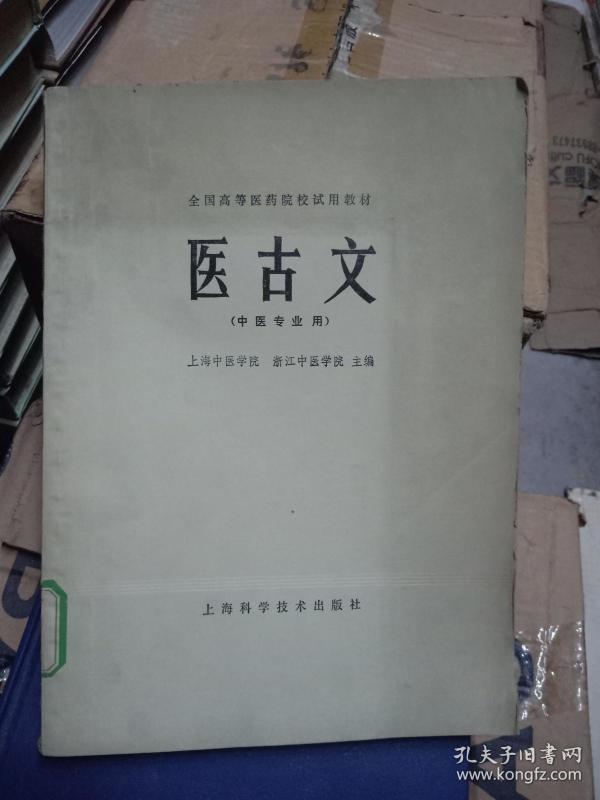 全国高等医药院校试用教材
医古文
(中医专业用)
上海中医学院 浙江中医学院 主编
上海科学技术出版社
孔夫子旧书网
www.kongfz.com